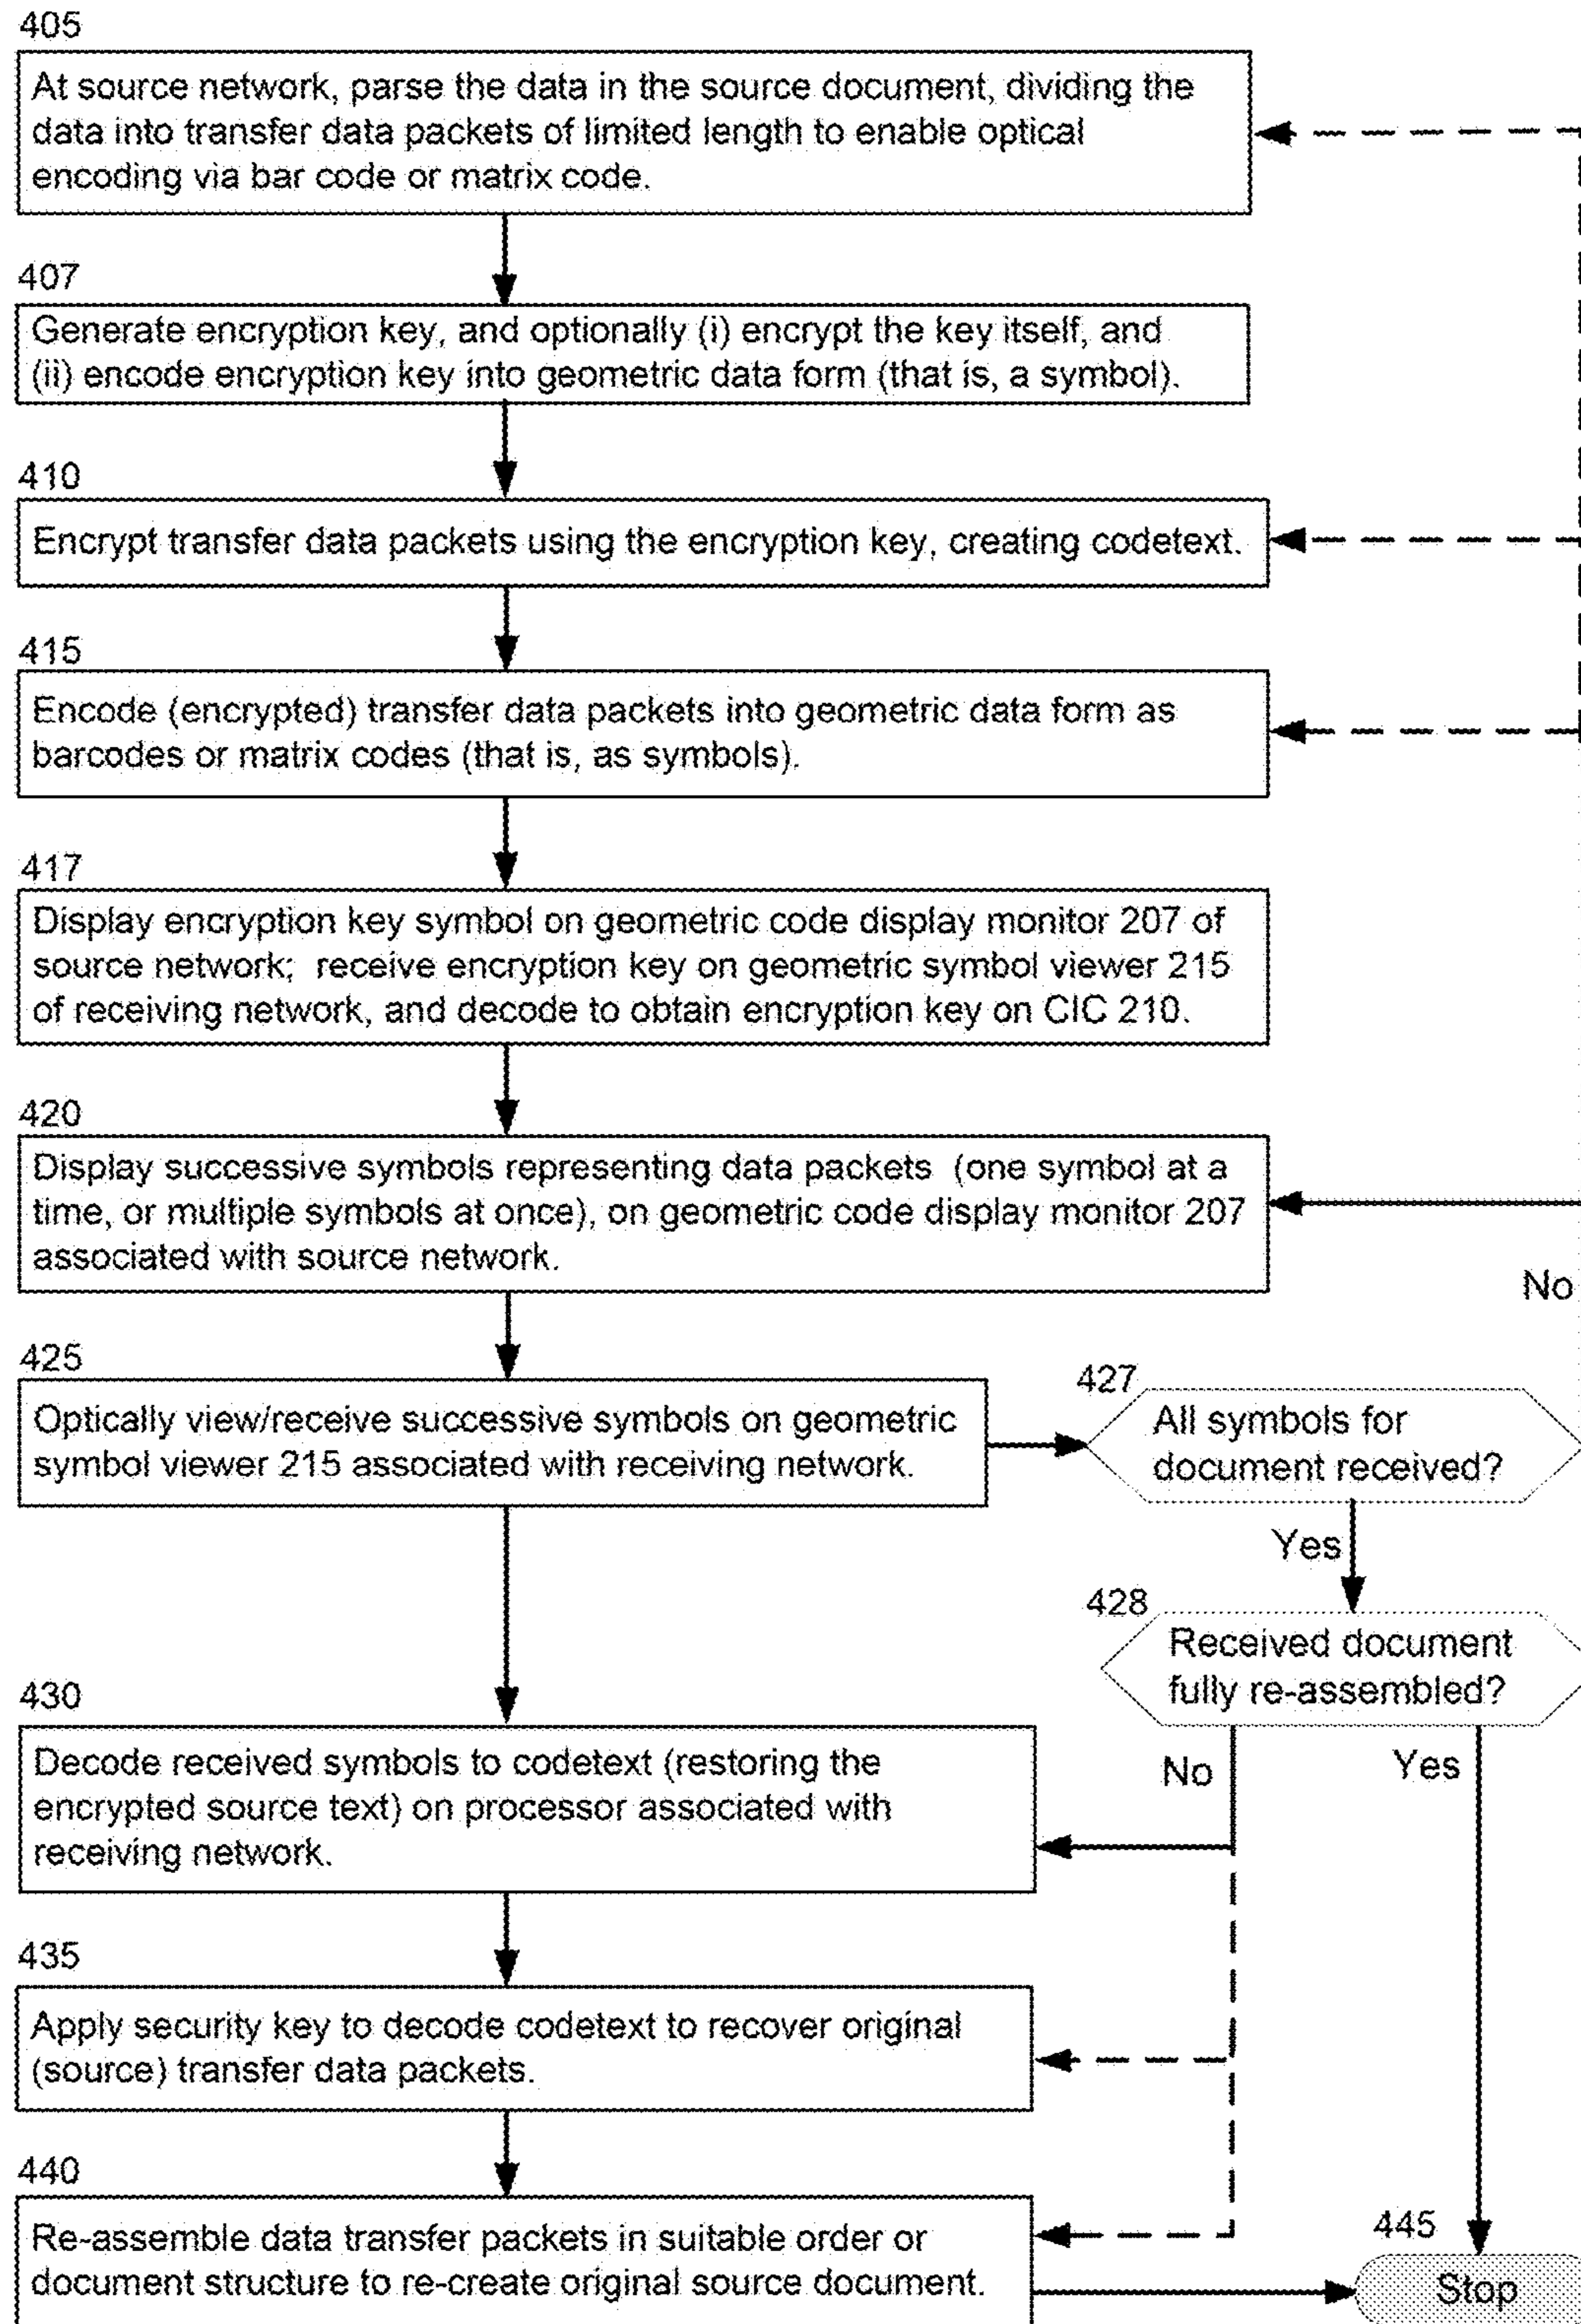 405
At source network, parse the data in the source document, dividing the
data into transfer data packets of limited length to enable optical
encoding via bar code or matrix code.
407
Generate encryption key, and optionally (i) encrypt the key itself, and
(ii) encode encryption key into geometric data form (that is, a symbol).
410
Encrypt transfer data packets using the encryption key, creating codetext.
415
Encode (encrypted) transfer data packets into geometric data form as
barcodes or matrix codes (that is, as symbols).
417
Display encryption key symbol on geometric code display monitor 207 of
source network; receive encryption key on geometric symbol viewer 215
of receiving network, and decode to obtain encryption key on CIC 210.
420
Display successive symbols representing data packets (one symbol at a
time, or multiple symbols at once), on geometric code display monitor 207
associated with source network.
No
425
Optically view/receive successive symbols on geometric
symbol viewer 215 associated with receiving network.
427
All symbols for
document received?
Yes
428
Received document
fully re-assembled?
No
Yes
430
Decode received symbols to codetext (restoring the
encrypted source text) on processor associated with
receiving network.
435
Apply security key to decode codetext to recover original
(source) transfer data packets.
440
Re-assemble data transfer packets in suitable order or
document structure to re-create original source document.
445
Stop